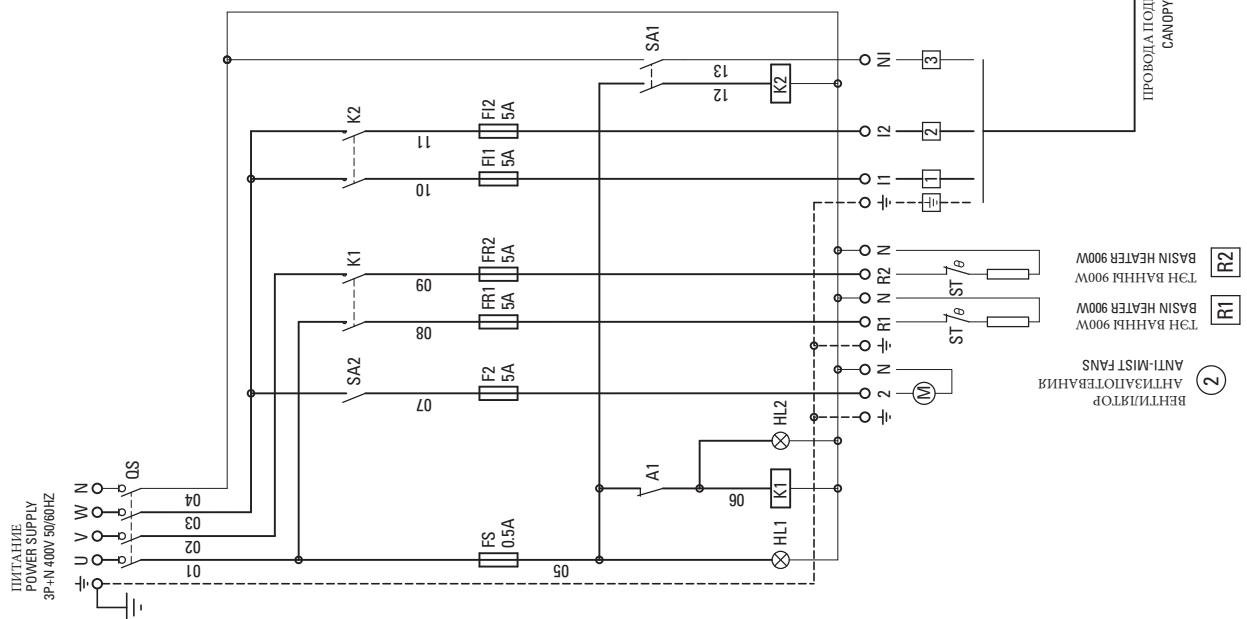 ПИТАНИЕ
POWER SUPPLY
3P+N 400V 50/60HZ
U
V
W
N
SQ
01
02
03
04
SA1
13
12
K2
K2
11
10
FI2
5A
FI1
5A
K1
09
08
FR2
5A
FR1
5A
SA2
07
F2
5A
FS
0.5A
05
A1
06
K1
HL2
HL1
NI
3
I2
2
I1
1
N
R2
N
R1
N
2
ST
θ
ST
θ
M
ПРОВОДА ПОД
CANOPY
ТЭН ВАННЫ 900W
BASIN HEATER 900W
R2
ТЭН ВАННЫ 900W
BASIN HEATER 900W
R1
ВЕНТИЛЯТОР
АНТИЗАПОТЕВАНИЯ
ANTI-MIST FANS
2